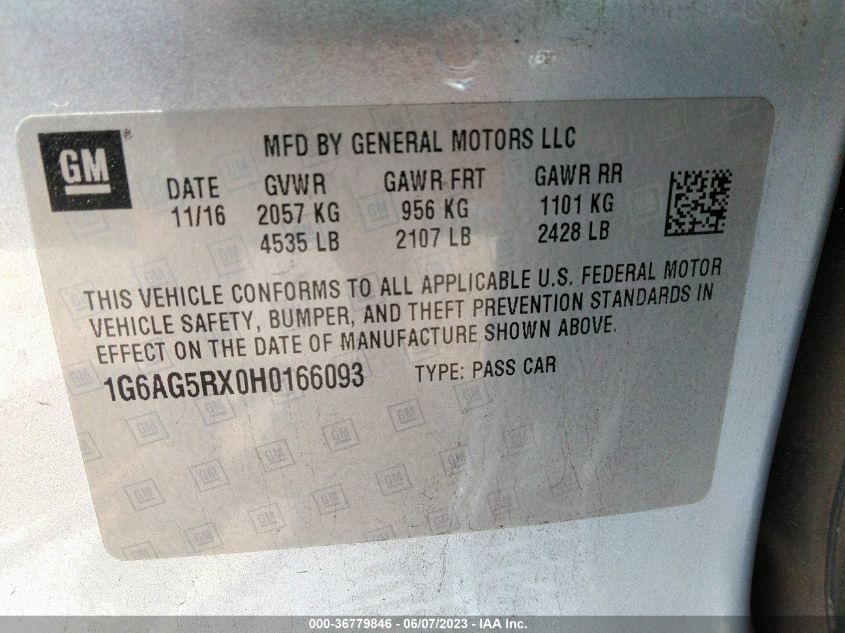 GM ®
MFD BY GENERAL MOTORS LLC
DATE GVWR GAWR FRT GAWR RR
11/16 2057 KG 956 KG 1101 KG
4535 LB 2107 LB 2428 LB
THIS VEHICLE CONFORMS TO ALL APPLICABLE U.S. FEDERAL MOTOR
VEHICLE SAFETY, BUMPER, AND THEFT PREVENTION STANDARDS IN
EFFECT ON THE DATE OF MANUFACTURE SHOWN ABOVE.
1G6AG5RX0H0166093 TYPE: PASS CAR
000-36779846 - 06/07/2023 - IAA Inc.